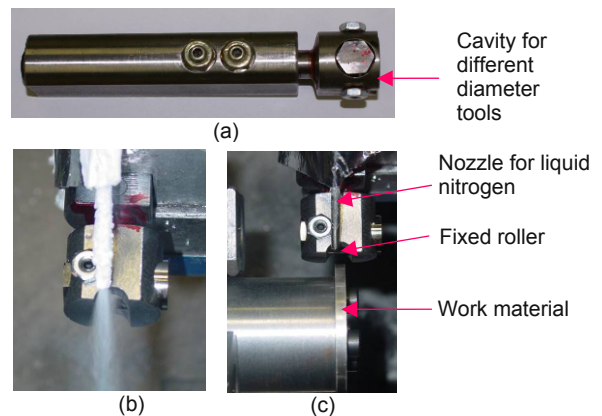 Cavity for
different
diameter
tools
(a)
Nozzle for liquid
nitrogen
Fixed roller
Work material
(b)
(c)